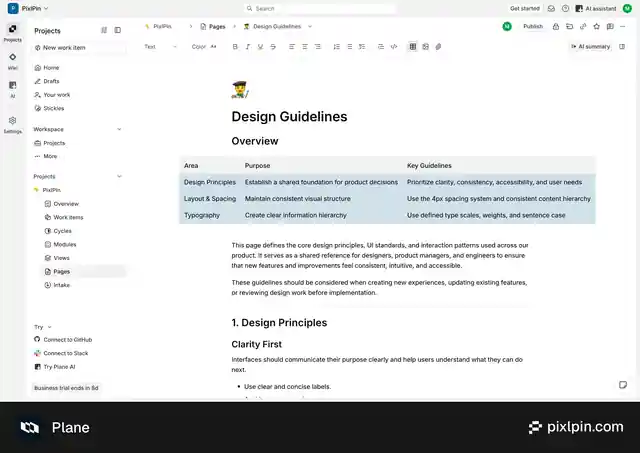 PixlPin
Search
Get started
AI assistant
M
Projects
Projects
New work item
Wiki
AI
Settings
Home
Drafts
Your work
Stickies
Workspace
Projects
More
Projects
PixlPin
Overview
Work items
Cycles
Modules
Views
Pages
Intake
Try
Connect to GitHub
Connect to Slack
Try Plane AI
Business trial ends in 8d
PixlPin > Pages > Design Guidelines
M
Publish
Text
Color Aa
B I U S
AI summary
Design Guidelines
Overview
Area Purpose Key Guidelines
Design Principles Establish a shared foundation for product decisions Prioritize clarity, consistency, accessibility, and user needs
Layout & Spacing Maintain consistent visual structure Use the 4px spacing system and consistent content hierarchy
Typography Create clear information hierarchy Use defined type scales, weights, and sentence case
This page defines the core design principles, UI standards, and interaction patterns used across our
product. It serves as a shared reference for designers, product managers, and engineers to ensure
that new features and improvements feel consistent, intuitive, and accessible.
These guidelines should be considered when creating new experiences, updating existing features,
or reviewing design work before implementation.
1. Design Principles
Clarity First
Interfaces should communicate their purpose clearly and help users understand what they can do
next.
• Use clear and concise labels.
Plane
pixlpin.com